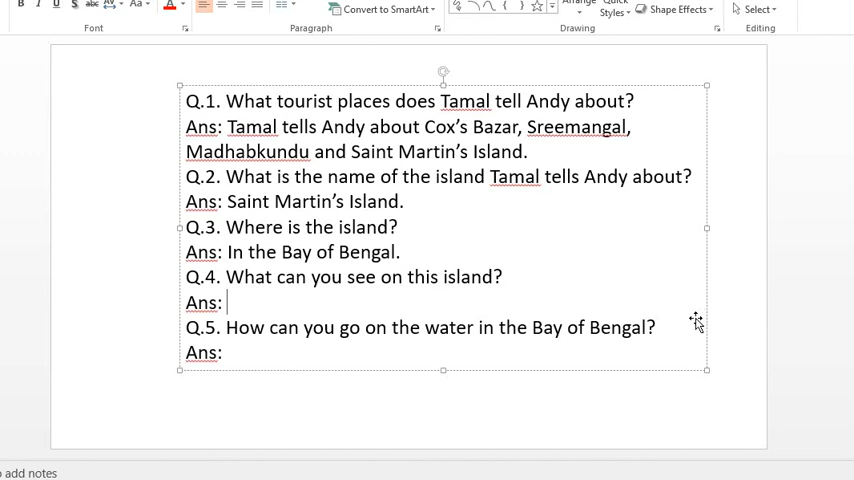 B I U S abc AV Aa A
Convert to SmartArt
Arrange Quick Styles
Shape Effects
Select
Font
Paragraph
Drawing
Editing
Q.1. What tourist places does Tamal tell Andy about?
Ans: Tamal tells Andy about Cox's Bazar, Sreemangal,
Madhabkundu and Saint Martin's Island.
Q.2. What is the name of the island Tamal tells Andy about?
Ans: Saint Martin's Island.
Q.3. Where is the island?
Ans: In the Bay of Bengal.
Q.4. What can you see on this island?
Ans:
Q.5. How can you go on the water in the Bay of Bengal?
Ans:
o add notes